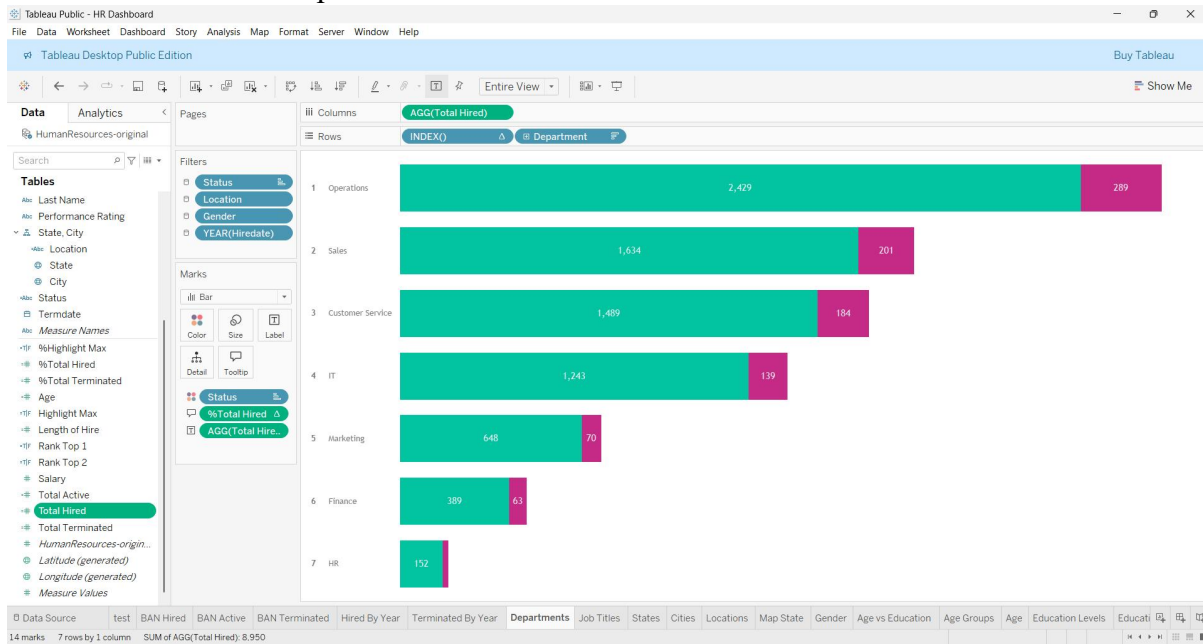 Tableau Public - HR Dashboard
File Data Worksheet Dashboard Story Analysis Map Format Server Window Help
Tableau Desktop Public Edition
Buy Tableau
Entire View
Show Me
Data Analytics
HumanResources-original
Search
Tables
Abc Last Name
Abc Performance Rating
State, City
Abc Location
State
City
Abc Status
Termdate
Abc Measure Names
%Highlight Max
%Total Hired
%Total Terminated
Age
Highlight Max
Length of Hire
Rank Top 1
Rank Top 2
Salary
Total Active
Total Hired
Total Terminated
HumanResources-origin...
Latitude (generated)
Longitude (generated)
Measure Values
Pages
Filters
Status
Location
Gender
YEAR(Hiredate)
Marks
Bar
Color Size Label
Detail Tooltip
Status
%Total Hired Δ
AGG(Total Hire..
Columns AGG(Total Hired)
Rows INDEX() Δ Department
1 Operations 2,429 289
2 Sales 1,634 201
3 Customer Service 1,489 184
4 IT 1,243 139
5 Marketing 648 70
6 Finance 389 63
7 HR 152
Data Source test BAN Hired BAN Active BAN Terminated Hired By Year Terminated By Year Departments Job Titles States Cities Locations Map State Gender Age vs Education Age Groups Age Education Levels Educati
14 marks 7 rows by 1 column SUM of AGG(Total Hired): 8,950